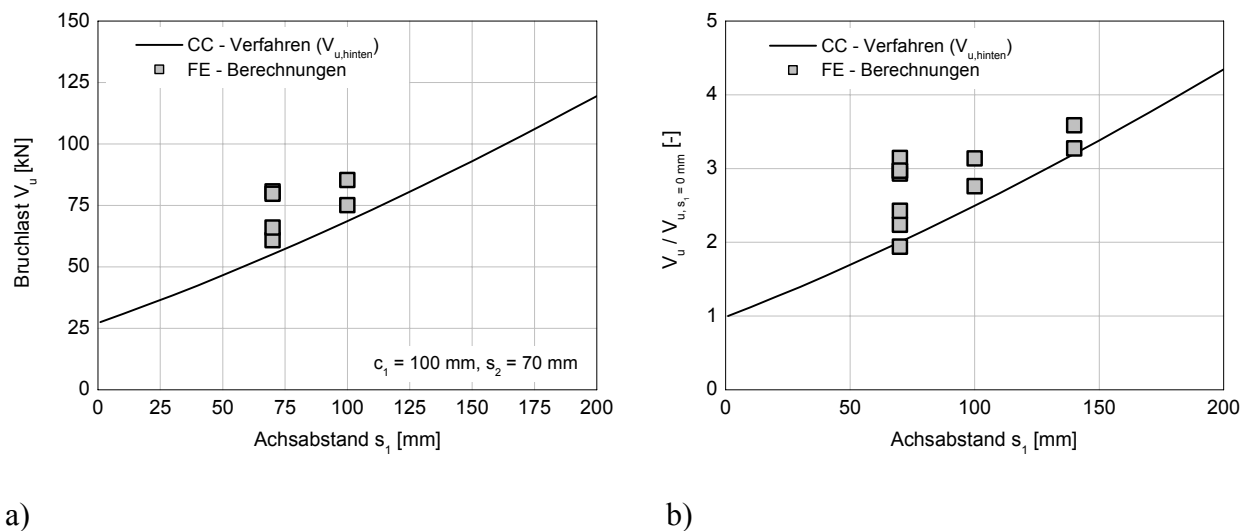 150
125
100
75
50
25
0
Bruchlast V_u [kN]
CC - Verfahren (V_u,hinten)
FE - Berechnungen
c_1 = 100 mm, s_2 = 70 mm
0 25 50 75 100 125 150 175 200
Achsabstand s_1 [mm]
a)
5
4
3
2
1
0
V_u / V_u, s_1 = 0 mm [-]
CC - Verfahren (V_u,hinten)
FE - Berechnungen
0 50 100 150 200
Achsabstand s_1 [mm]
b)